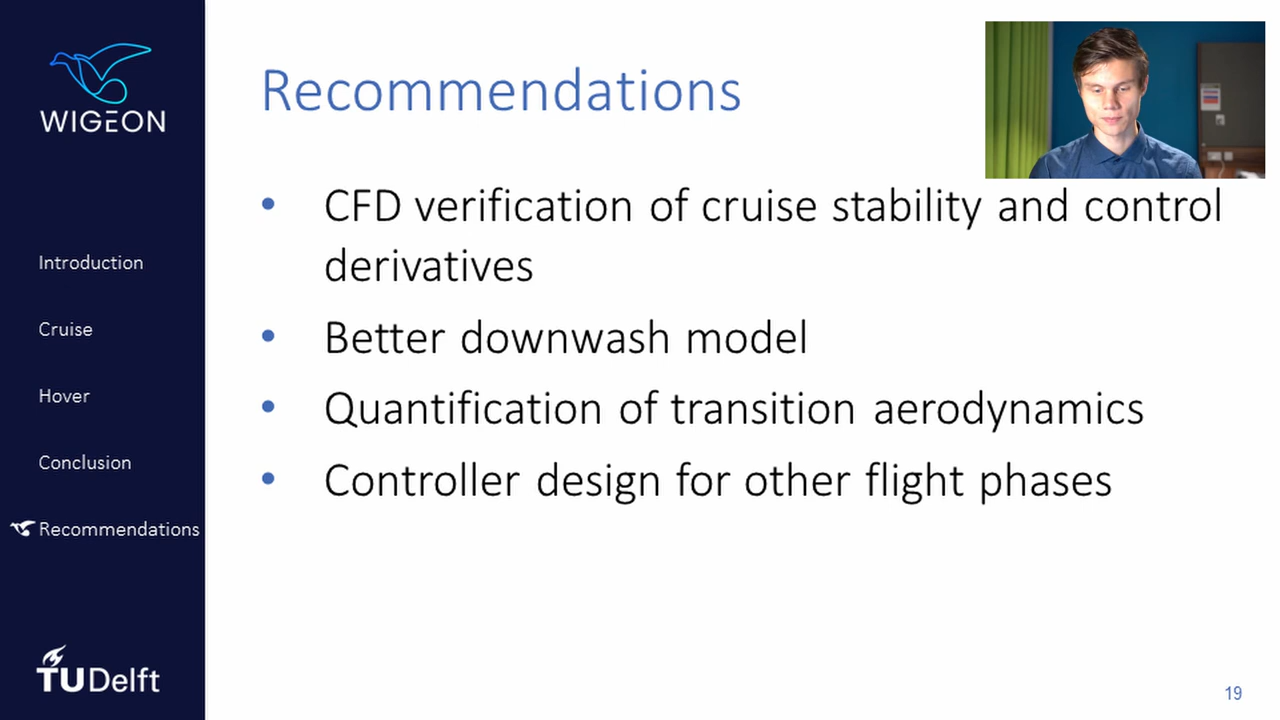 WIGEON
Introduction
Cruise
Hover
Conclusion
Recommendations
TUDelft
Recommendations
• CFD verification of cruise stability and control
derivatives
• Better downwash model
• Quantification of transition aerodynamics
• Controller design for other flight phases
19